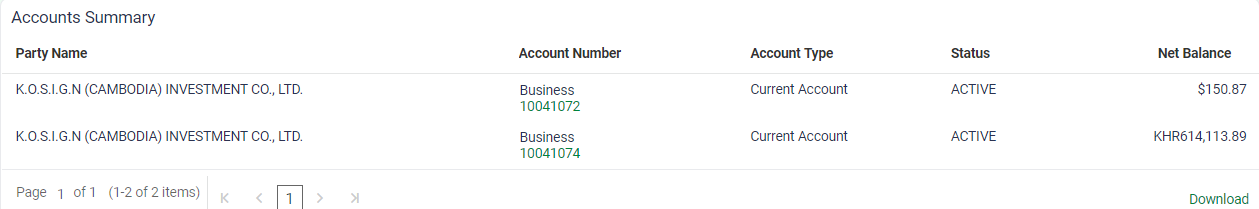 Accounts Summary
Party Name Account Number Account Type Status Net Balance
K.O.S.I.G.N (CAMBODIA) INVESTMENT CO., LTD. Business Current Account ACTIVE $150.87
10041072
K.O.S.I.G.N (CAMBODIA) INVESTMENT CO., LTD. Business Current Account ACTIVE KHR614,113.89
10041074
Page 1 of 1 (1-2 of 2 items) 1 Download